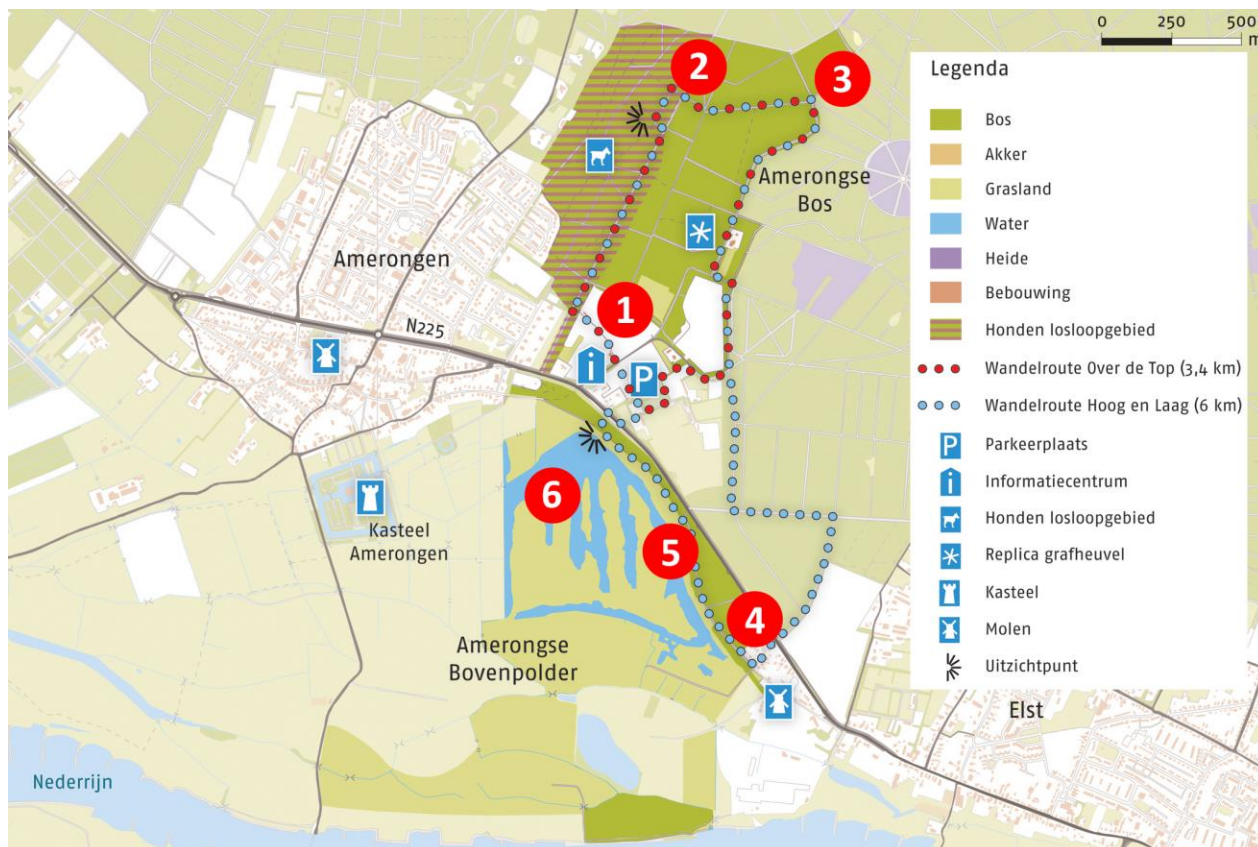 0 250 500
m
Legenda
Bos
Akker
Grasland
Water
Heide
Bebouwing
Honden losloopgebied
Wandelroute Over de Top (3,4 km)
Wandelroute Hoog en Laag (6 km)
P Parkeerplaats
i Informatiecentrum
Honden losloopgebied
Replica grafheuvel
Kasteel
Molen
Uitzichtpunt
2
3
Amerongse
Bos
Amerongen
1
N225
i
P
6
Kasteel
Amerongen
5
4
Amerongse
Bovenpolder
Elst
Nederrijn